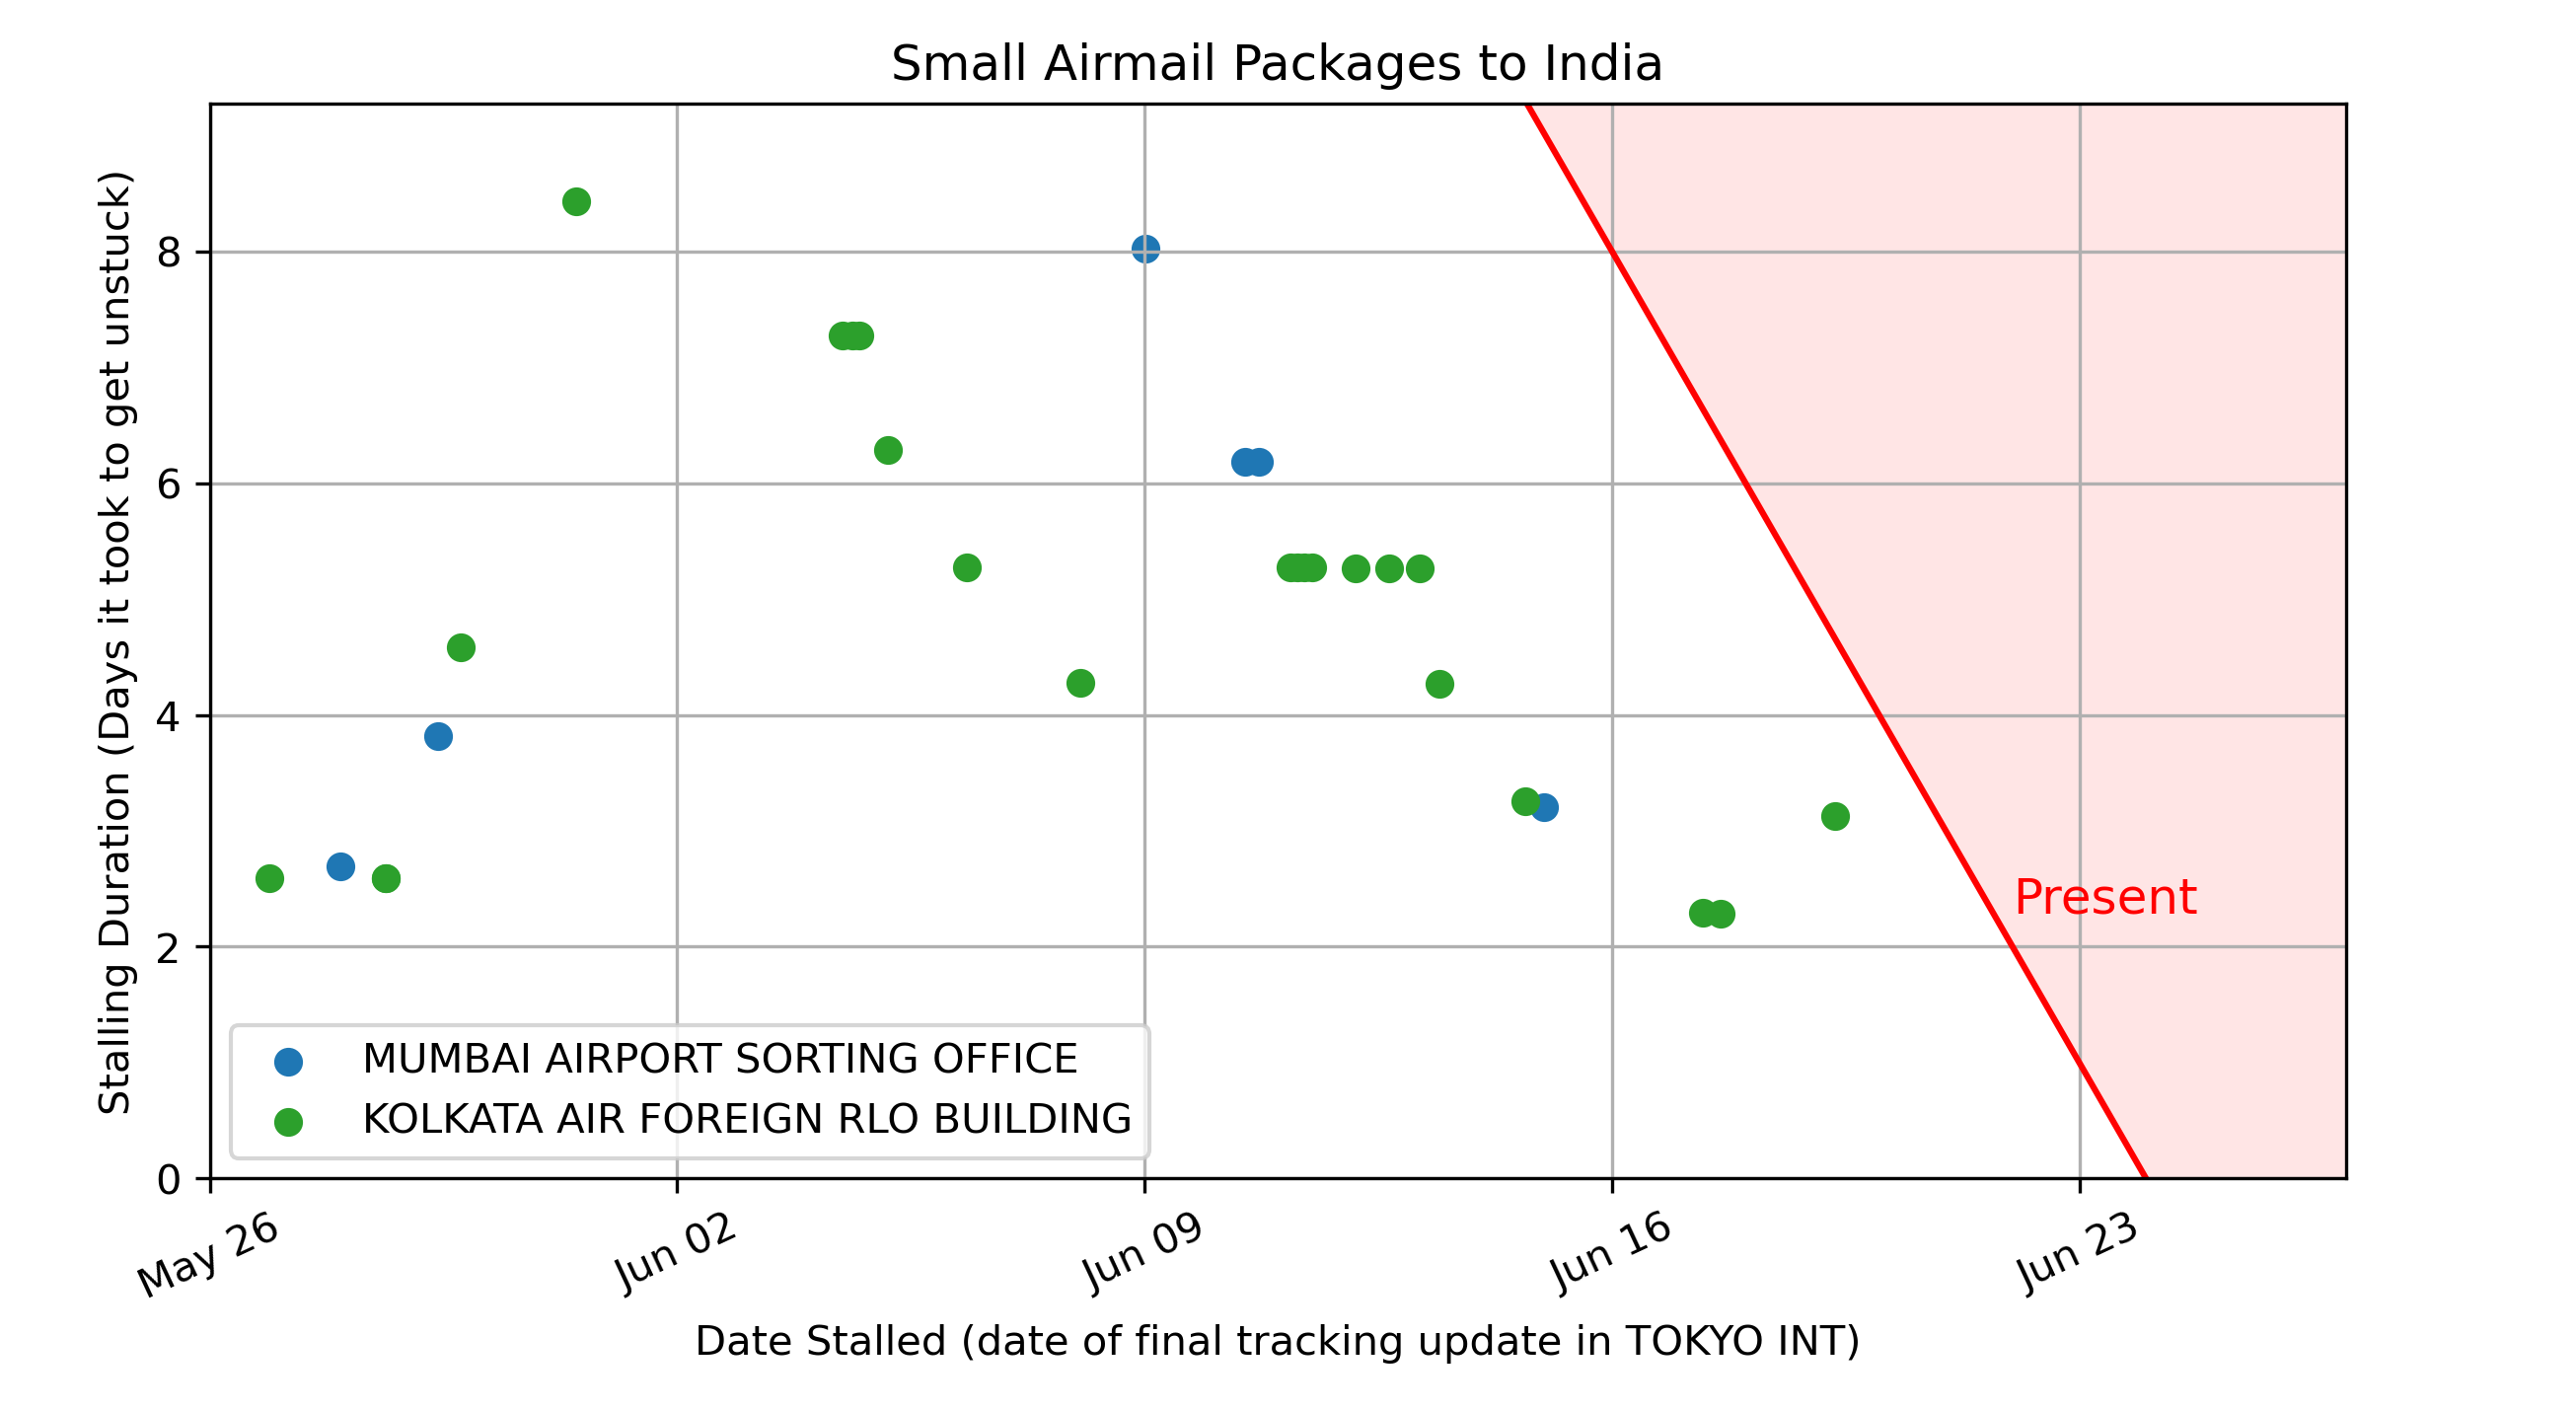 Small Airmail Packages to India
Stalling Duration (Days it took to get unstuck)
8
6
4
2
0
Present
MUMBAI AIRPORT SORTING OFFICE
KOLKATA AIR FOREIGN RLO BUILDING
May 26
Jun 02
Jun 09
Jun 16
Jun 23
Date Stalled (date of final tracking update in TOKYO INT)